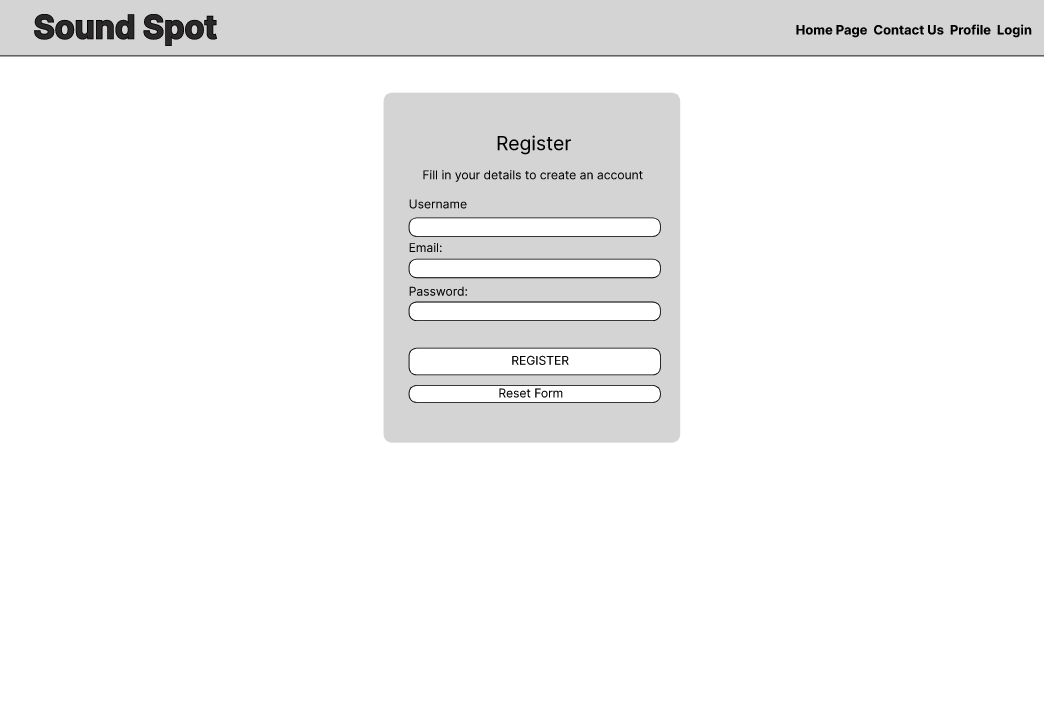 Sound Spot
Home Page Contact Us Profile Login
Register
Fill in your details to create an account
Username
Email:
Password:
REGISTER
Reset Form